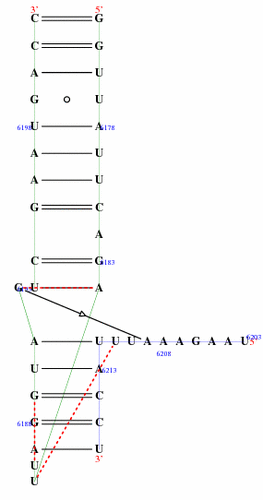 3' 5'
C G
C G
A U
G U
6198 U A 6178
A U
A U
G C
A
C G 6183
G U A
A U U U A A A G A A U 5' 6203
6208
U A 6213
G C
6188 G C
A U
U 3'
U